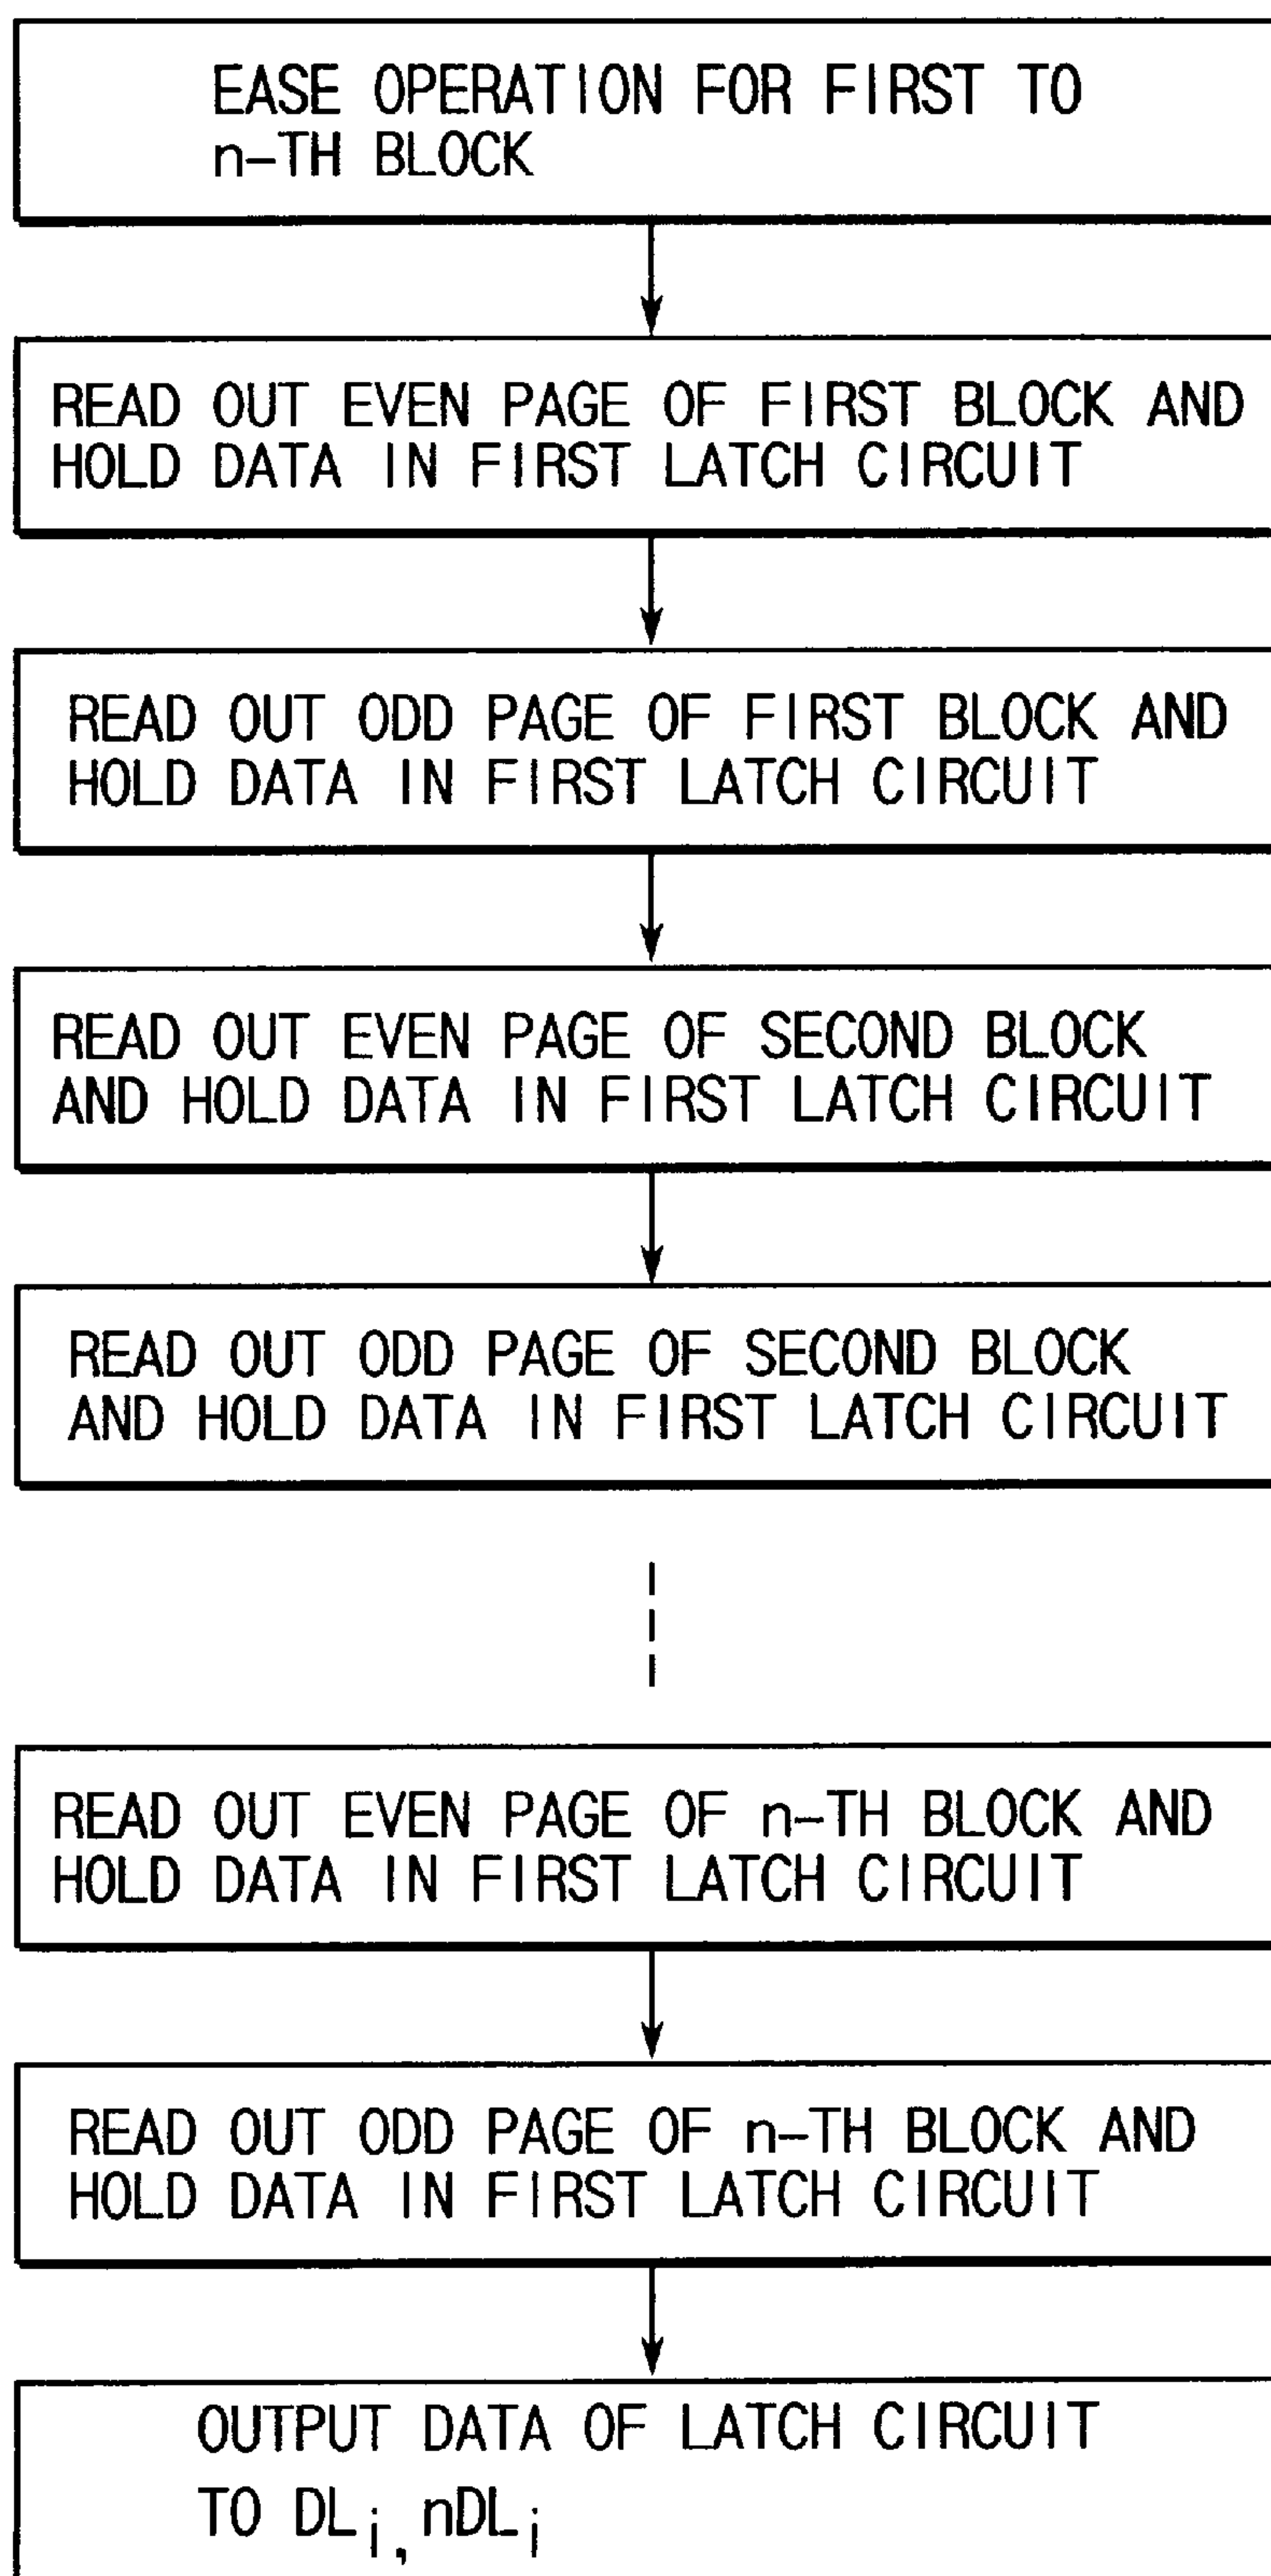 EASE OPERATION FOR FIRST TO
n-TH BLOCK
READ OUT EVEN PAGE OF FIRST BLOCK AND
HOLD DATA IN FIRST LATCH CIRCUIT
READ OUT ODD PAGE OF FIRST BLOCK AND
HOLD DATA IN FIRST LATCH CIRCUIT
READ OUT EVEN PAGE OF SECOND BLOCK
AND HOLD DATA IN FIRST LATCH CIRCUIT
READ OUT ODD PAGE OF SECOND BLOCK
AND HOLD DATA IN FIRST LATCH CIRCUIT
READ OUT EVEN PAGE OF n-TH BLOCK AND
HOLD DATA IN FIRST LATCH CIRCUIT
READ OUT ODD PAGE OF n-TH BLOCK AND
HOLD DATA IN FIRST LATCH CIRCUIT
OUTPUT DATA OF LATCH CIRCUIT
TO DLi, nDLi